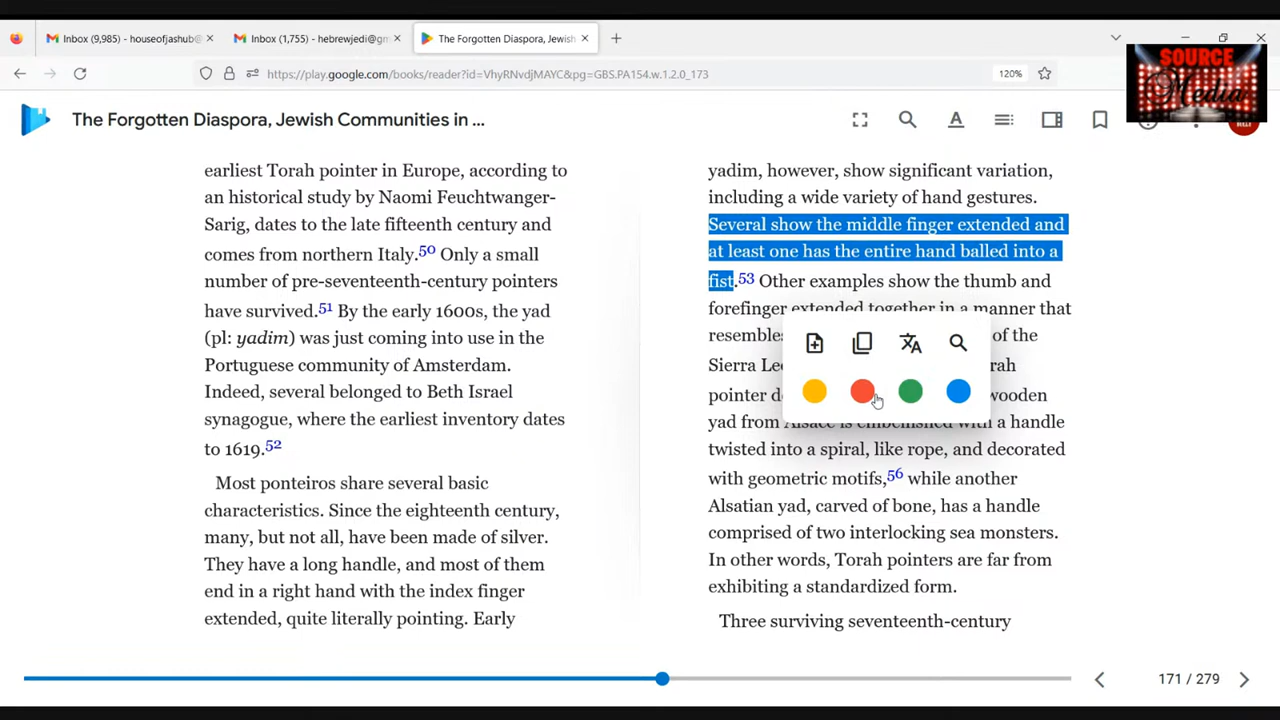 Inbox (9,985) - houseofjashub@
Inbox (1,755) - hebrewjedi@gm
The Forgotten Diaspora, Jewish
https://play.google.com/books/reader?id=VhyRNvdjMAYC&pg=GBS.PA154.w.1.2.0_173
120%
SOURCE
Media
The Forgotten Diaspora, Jewish Communities in ...
earliest Torah pointer in Europe, according to
an historical study by Naomi Feuchtwanger-
Sarig, dates to the late fifteenth century and
comes from northern Italy.50 Only a small
number of pre-seventeenth-century pointers
have survived.51 By the early 1600s, the yad
(pl: yadim) was just coming into use in the
Portuguese community of Amsterdam.
Indeed, several belonged to Beth Israel
synagogue, where the earliest inventory dates
to 1619.52
Most ponteiros share several basic
characteristics. Since the eighteenth century,
many, but not all, have been made of silver.
They have a long handle, and most of them
end in a right hand with the index finger
extended, quite literally pointing. Early
yadim, however, show significant variation,
including a wide variety of hand gestures.
Several show the middle finger extended and
at least one has the entire hand balled into a
fist.53 Other examples show the thumb and
forefinger extended together in a manner that
resembles of the
Sierra Le rah
pointer d wooden
yad from Alsace is embellished with a handle
twisted into a spiral, like rope, and decorated
with geometric motifs,56 while another
Alsatian yad, carved of bone, has a handle
comprised of two interlocking sea monsters.
In other words, Torah pointers are far from
exhibiting a standardized form.
Three surviving seventeenth-century
171 / 279